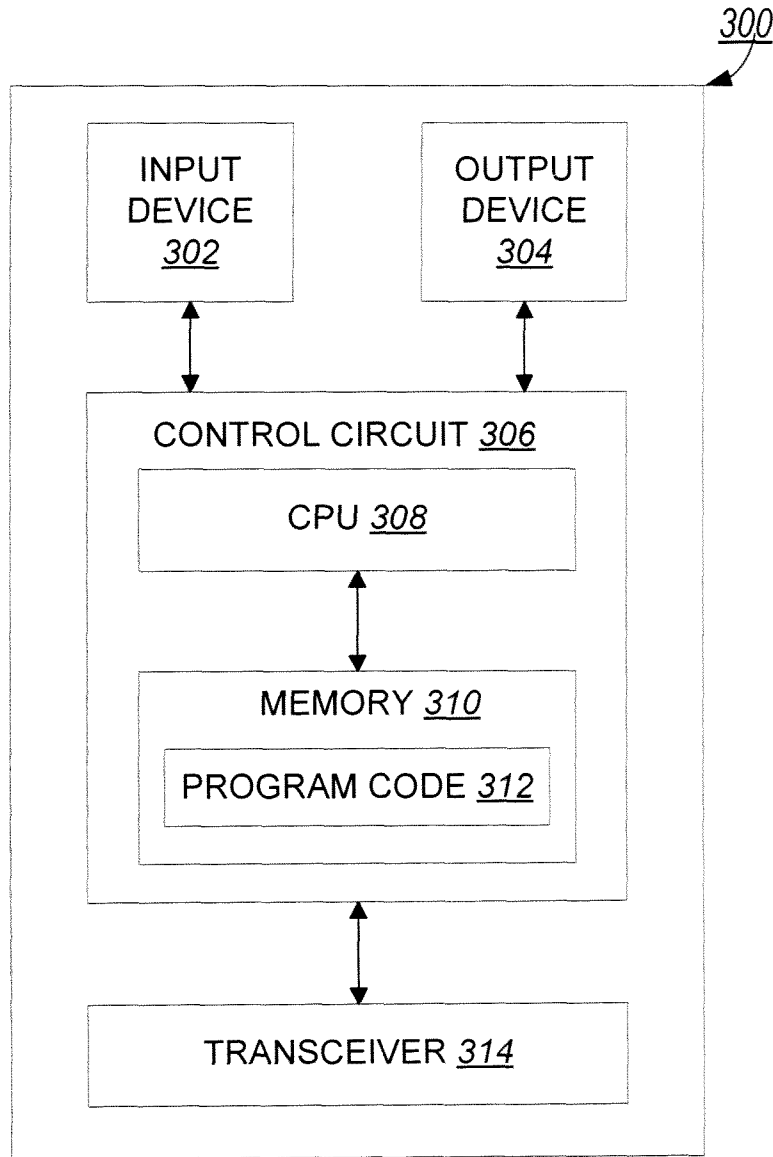 300
INPUT
DEVICE
302
OUTPUT
DEVICE
304
CONTROL CIRCUIT 306
CPU 308
MEMORY 310
PROGRAM CODE 312
TRANSCEIVER 314